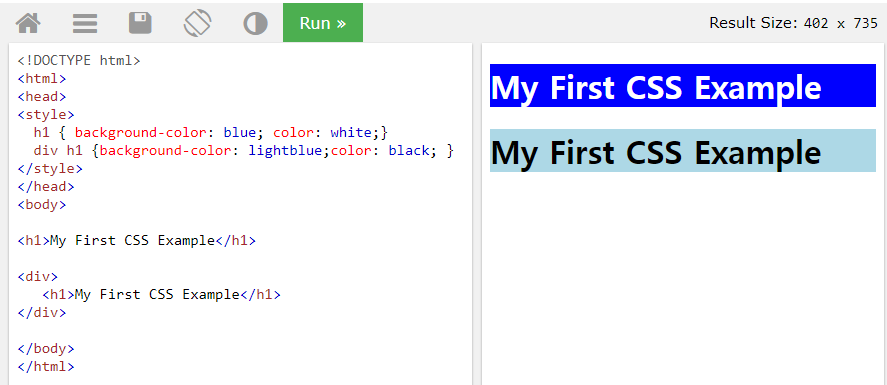 Run »
Result Size: 402 x 735
<!DOCTYPE html>
<html>
<head>
<style>
  h1 { background-color: blue; color: white;}
  div h1 {background-color: lightblue;color: black; }
</style>
</head>
<body>

<h1>My First CSS Example</h1>

<div>
   <h1>My First CSS Example</h1>
</div>

</body>
</html>
My First CSS Example
My First CSS Example